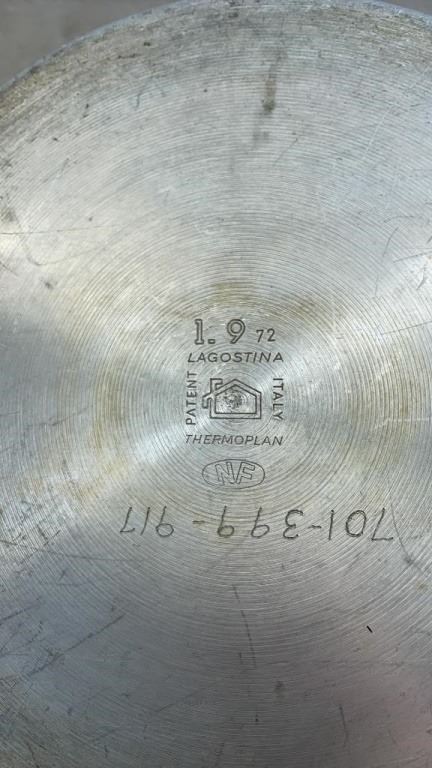 1.9 72
LAGOSTINA
PATENT
ITALY
THERMOPLAN
NF
701-399-917